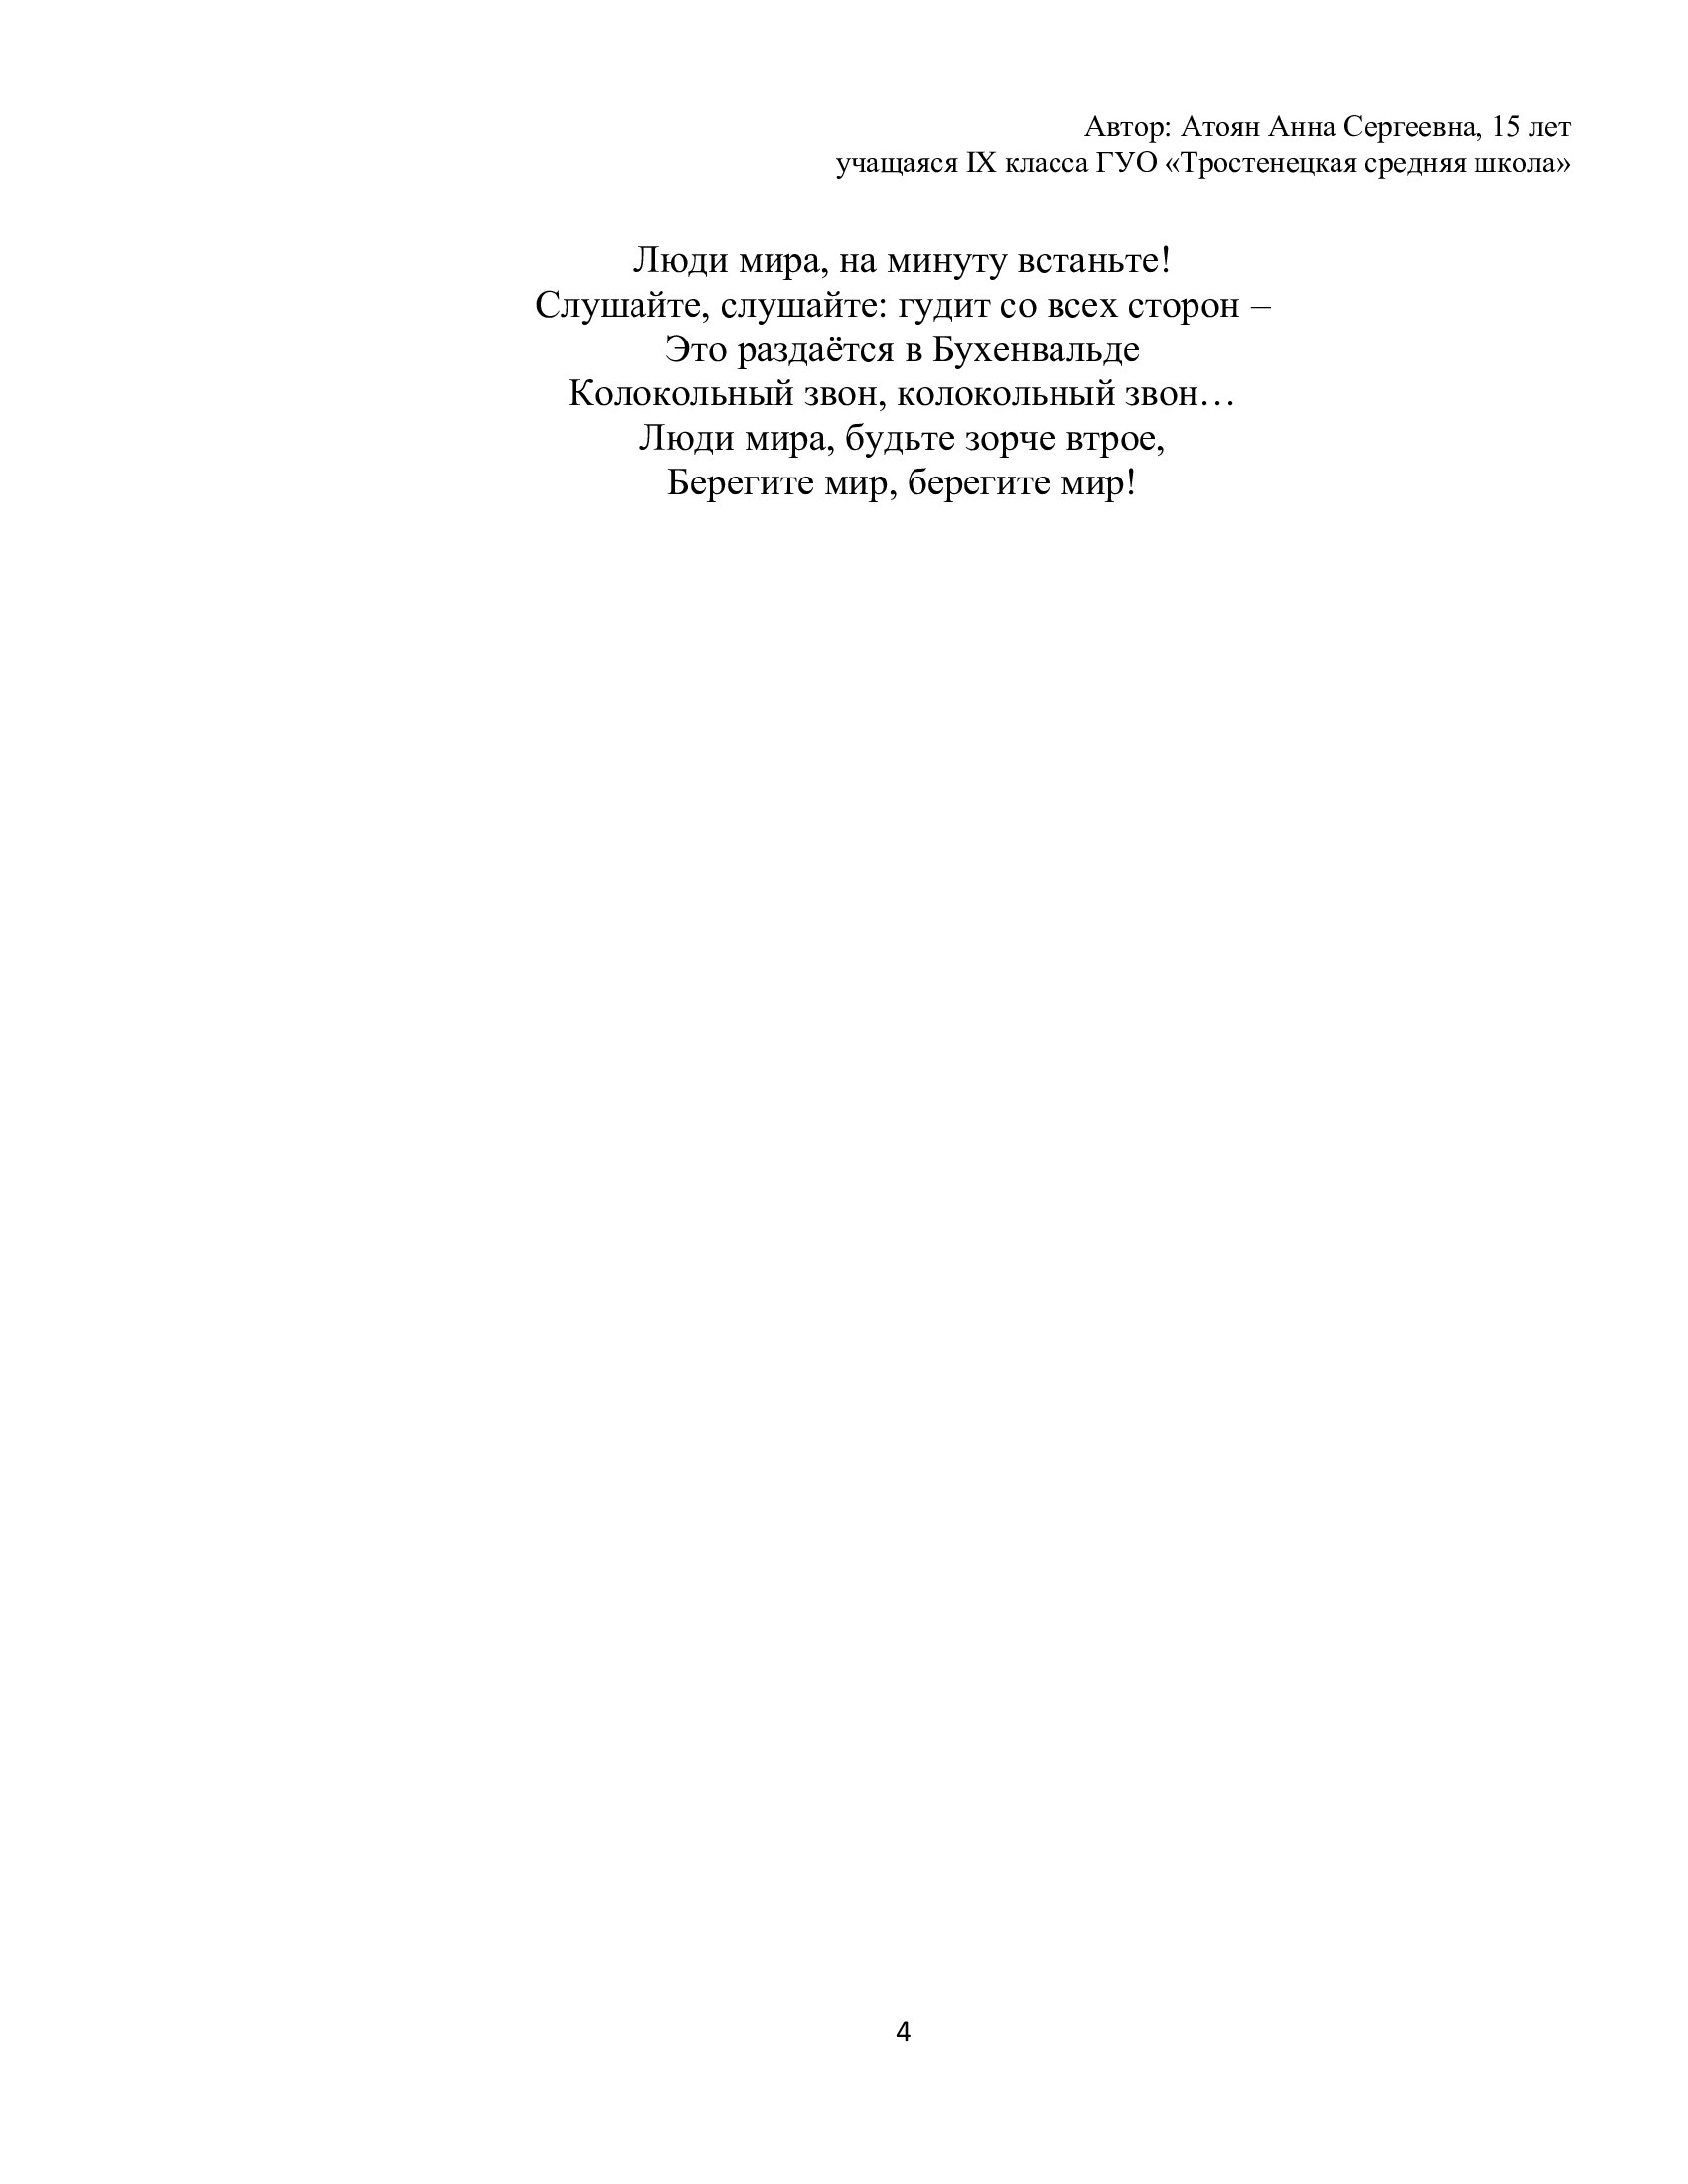 Автор: Атоян Анна Сергеевна, 15 лет
учащаяся IX класса ГУО «Тростенецкая средняя школа»
Люди мира, на минуту встаньте!
Слушайте, слушайте: гудит со всех сторон –
Это раздаётся в Бухенвальде
Колокольный звон, колокольный звон…
Люди мира, будьте зорче втрое,
Берегите мир, берегите мир!
4